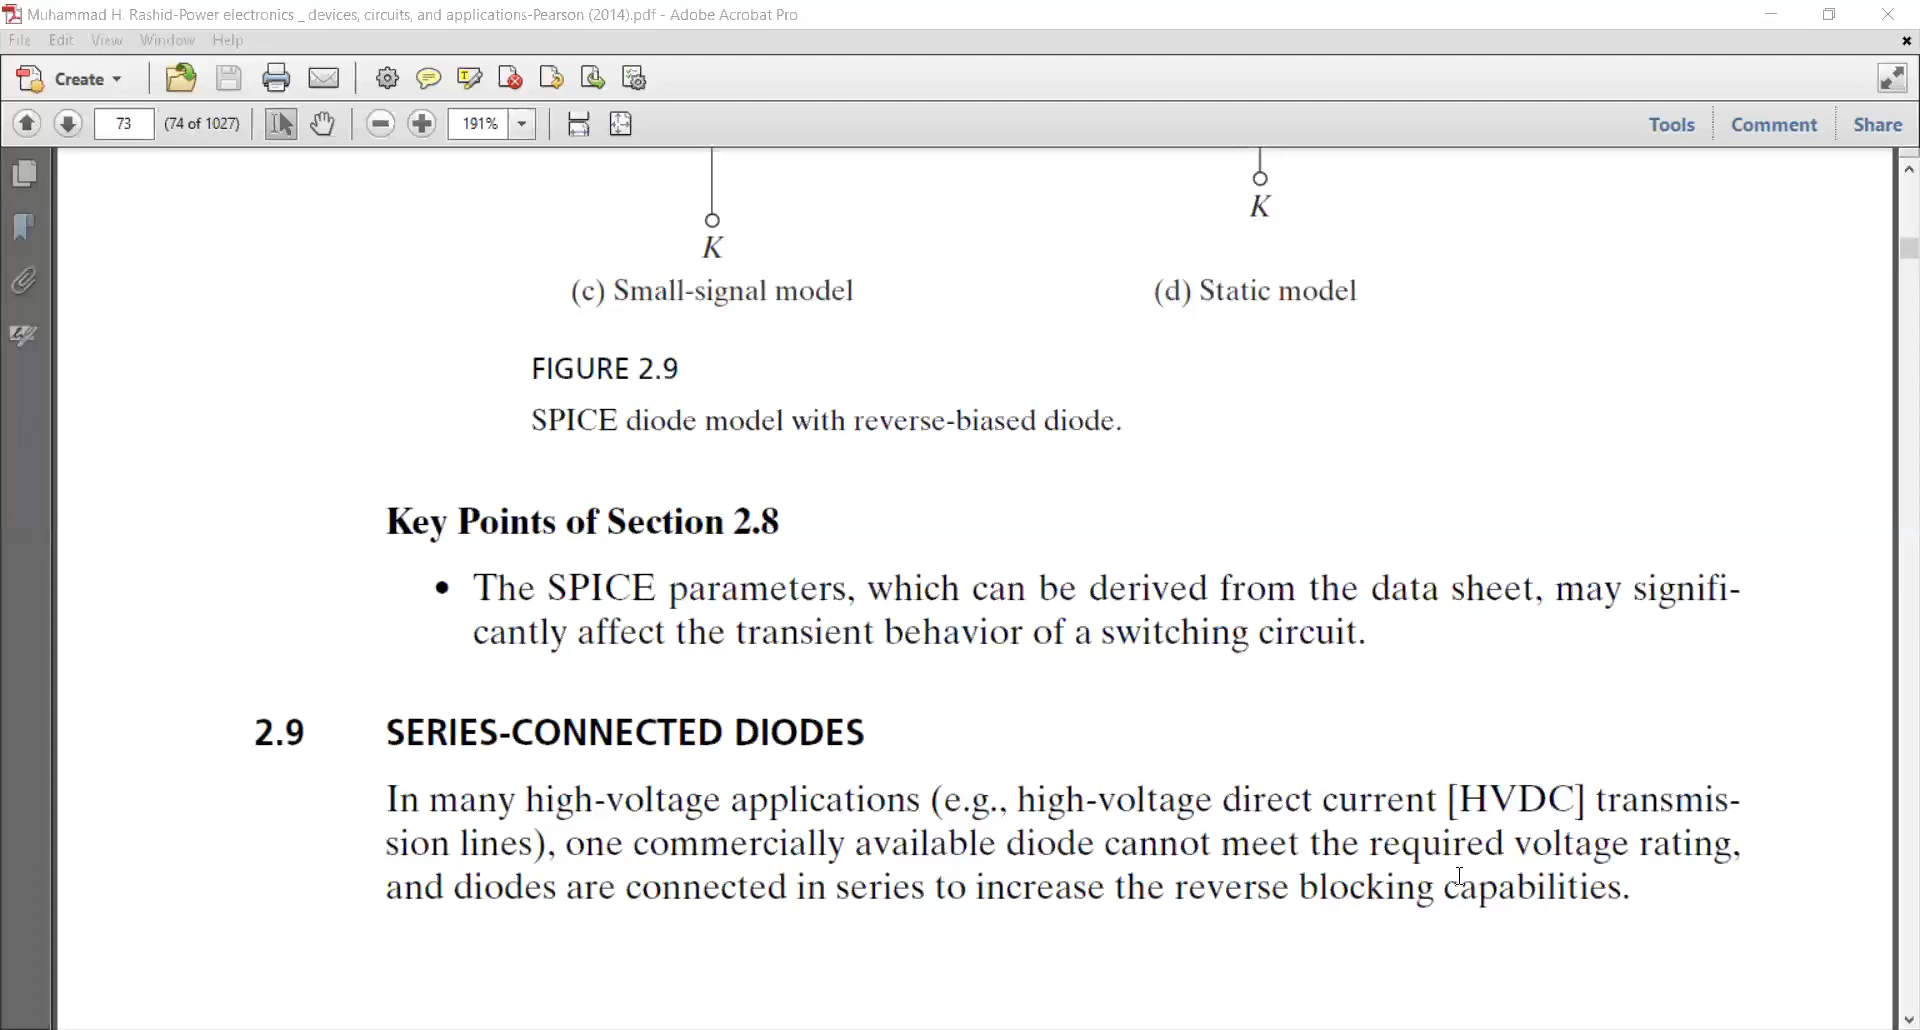 Muhammad H. Rashid-Power electronics _ devices, circuits, and applications-Pearson (2014).pdf - Adobe Acrobat Pro
File Edit View Window Help
Create
73 (74 of 1027) 191% Tools Comment Share
K
K
(c) Small-signal model (d) Static model
FIGURE 2.9
SPICE diode model with reverse-biased diode.
Key Points of Section 2.8
• The SPICE parameters, which can be derived from the data sheet, may signifi-
cantly affect the transient behavior of a switching circuit.
2.9 SERIES-CONNECTED DIODES
In many high-voltage applications (e.g., high-voltage direct current [HVDC] transmis-
sion lines), one commercially available diode cannot meet the required voltage rating,
and diodes are connected in series to increase the reverse blocking capabilities.